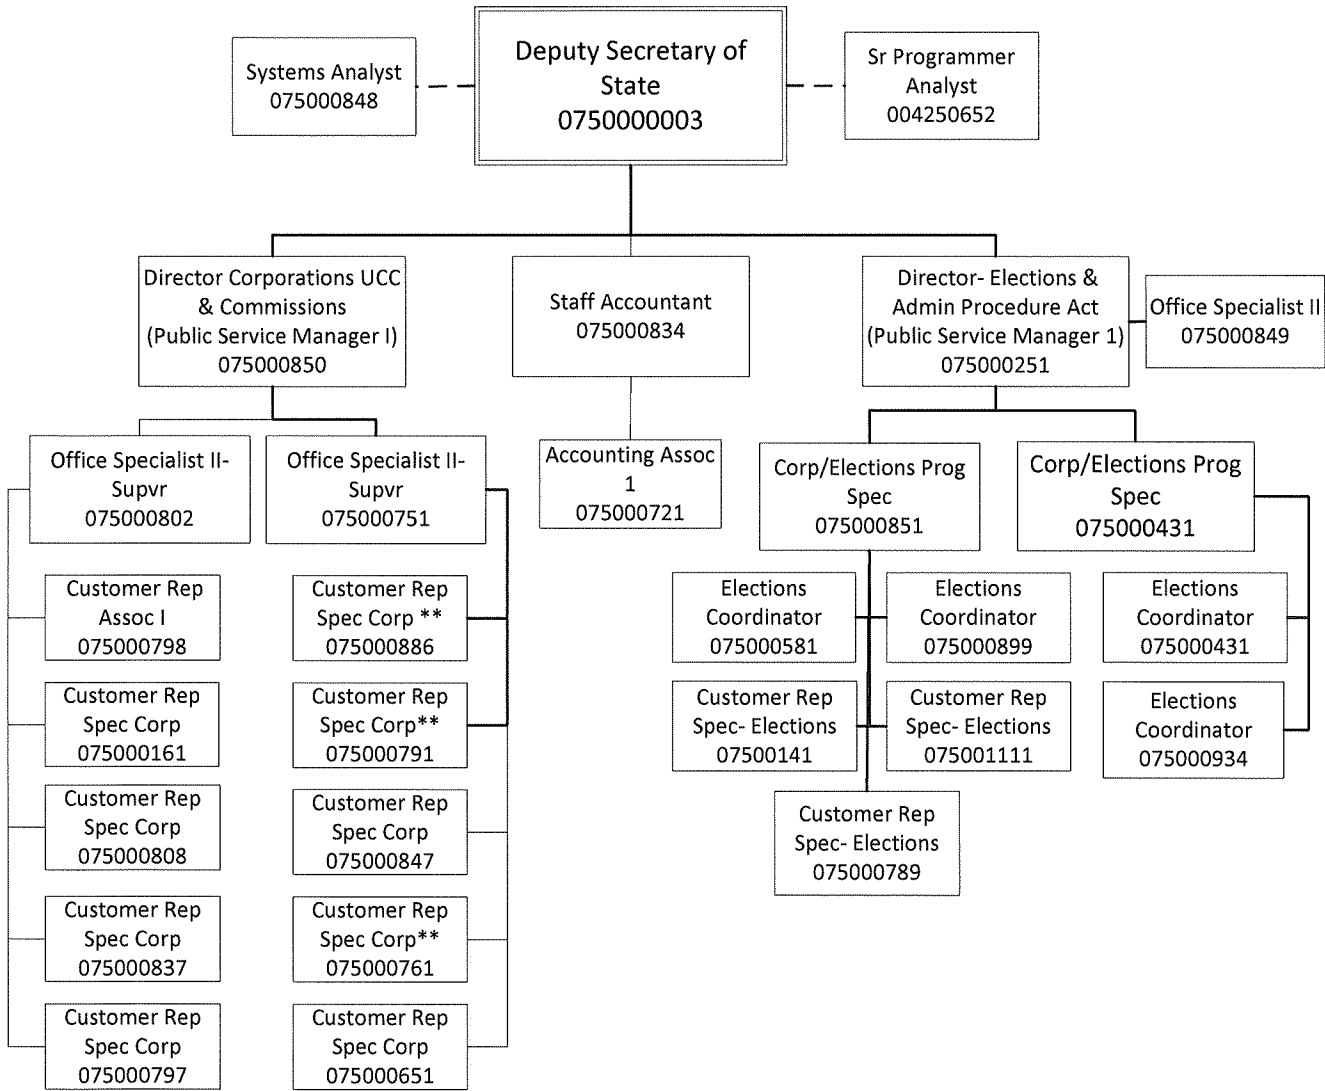 Systems Analyst
075000848
Deputy Secretary of
State
0750000003
Sr Programmer
Analyst
004250652
Director Corporations UCC
& Commissions
(Public Service Manager I)
075000850
Staff Accountant
075000834
Director- Elections &
Admin Procedure Act
(Public Service Manager 1)
075000251
Office Specialist II
075000849
Office Specialist II-
Supvr
075000802
Office Specialist II-
Supvr
075000751
Accounting Assoc
1
075000721
Corp/Elections Prog
Spec
075000851
Corp/Elections Prog
Spec
075000431
Customer Rep
Assoc I
075000798
Customer Rep
Spec Corp **
075000886
Elections
Coordinator
075000581
Elections
Coordinator
075000899
Elections
Coordinator
075000431
Customer Rep
Spec Corp
075000161
Customer Rep
Spec Corp**
075000791
Customer Rep
Spec- Elections
07500141
Customer Rep
Spec- Elections
075001111
Elections
Coordinator
075000934
Customer Rep
Spec Corp
075000808
Customer Rep
Spec Corp
075000847
Customer Rep
Spec- Elections
075000789
Customer Rep
Spec Corp
075000837
Customer Rep
Spec Corp**
075000761
Customer Rep
Spec Corp
075000797
Customer Rep
Spec Corp
075000651